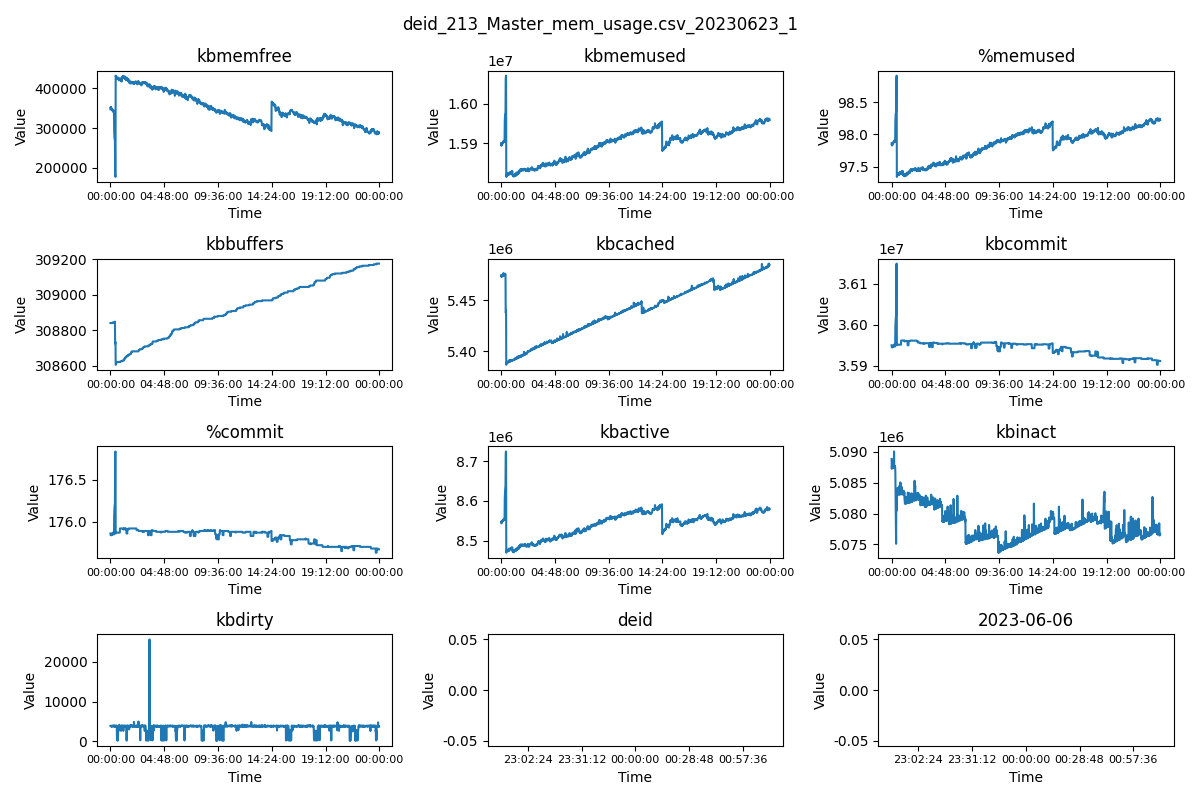 deid_213_Master_mem_usage.csv_20230623_1
kbmemfree
kbmemused
%memused
1e7
400000
300000
200000
Value
1.60
1.59
Value
98.5
98.0
97.5
Value
00:00:00 04:48:00 09:36:00 14:24:00 19:12:00 00:00:00
00:00:00 04:48:00 09:36:00 14:24:00 19:12:00 00:00:00
00:00:00 04:48:00 09:36:00 14:24:00 19:12:00 00:00:00
Time
Time
Time
kbbuffers
kbcached
kbcommit
1e6
1e7
309200
309000
308800
308600
Value
5.45
5.40
Value
3.61
3.60
3.59
Value
00:00:00 04:48:00 09:36:00 14:24:00 19:12:00 00:00:00
00:00:00 04:48:00 09:36:00 14:24:00 19:12:00 00:00:00
00:00:00 04:48:00 09:36:00 14:24:00 19:12:00 00:00:00
Time
Time
Time
%commit
kbactive
kbinact
1e6
1e6
176.5
176.0
Value
8.7
8.6
8.5
Value
5.090
5.085
5.080
5.075
Value
00:00:00 04:48:00 09:36:00 14:24:00 19:12:00 00:00:00
00:00:00 04:48:00 09:36:00 14:24:00 19:12:00 00:00:00
00:00:00 04:48:00 09:36:00 14:24:00 19:12:00 00:00:00
Time
Time
Time
kbdirty
deid
2023-06-06
20000
10000
0
Value
0.05
0.00
-0.05
Value
0.05
0.00
-0.05
Value
00:00:00 04:48:00 09:36:00 14:24:00 19:12:00 00:00:00
23:02:24 23:31:12 00:00:00 00:28:48 00:57:36
23:02:24 23:31:12 00:00:00 00:28:48 00:57:36
Time
Time
Time